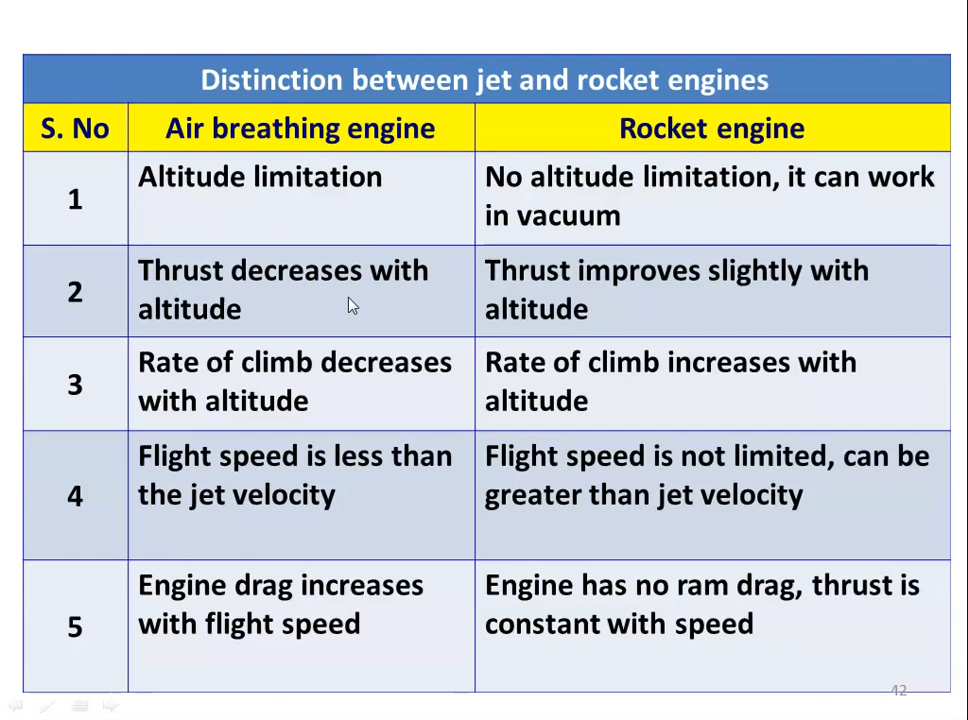 Distinction between jet and rocket engines
S. No
Air breathing engine
Rocket engine
1
Altitude limitation
No altitude limitation, it can work
in vacuum
2
Thrust decreases with
altitude
Thrust improves slightly with
altitude
3
Rate of climb decreases
with altitude
Rate of climb increases with
altitude
4
Flight speed is less than
the jet velocity
Flight speed is not limited, can be
greater than jet velocity
5
Engine drag increases
with flight speed
Engine has no ram drag, thrust is
constant with speed
42